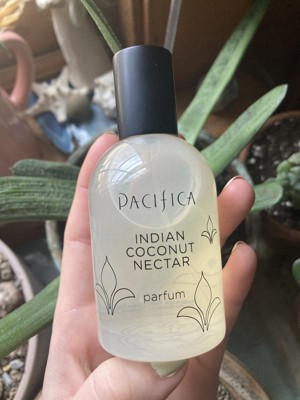 PACIFICA
INDIAN
COCONUT
NECTAR
parfum